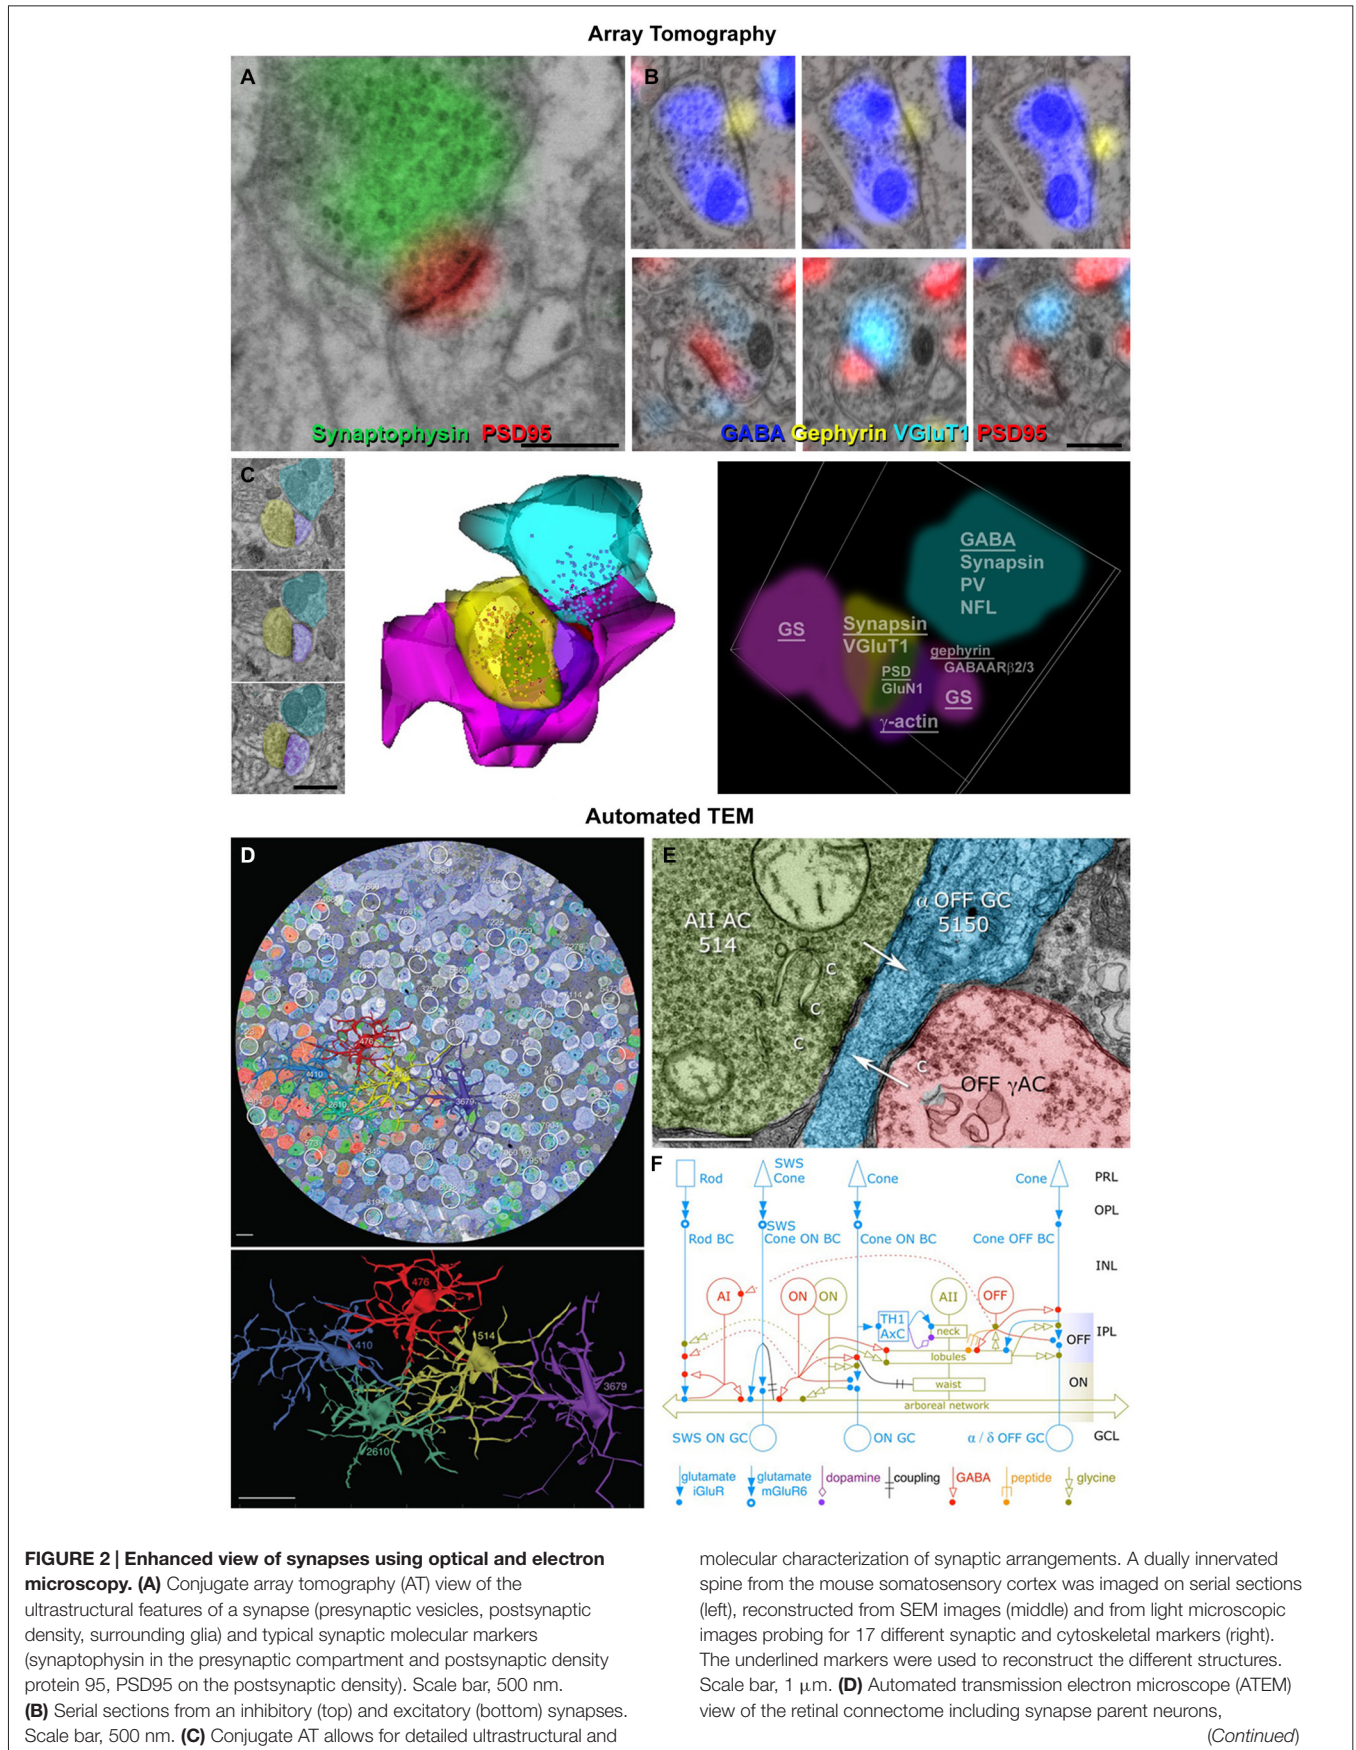 Array Tomography
A
B
Synaptophysin PSD95
GABA Gephyrin VGluT1 PSD95
C
GABA
Synapsin
PV
NFL
GS
Synapsin
VGluT1
gephyrin
GABAARβ2/3
PSD
GluN1
GS
γ-actin
Automated TEM
D
476
410
2610
3679
7225
573
476
410
514
3679
2610
E
AII AC
514
α OFF GC
5150
C
C
C
C
OFF γAC
F
Rod
SWS
Cone
Cone
Cone
PRL
OPL
Rod BC
SWS
Cone ON BC
Cone ON BC
Cone OFF BC
INL
AI
ON
ON
AII
OFF
TH1
AxC
neck
lobules
OFF
IPL
waist
ON
arboreal network
SWS ON GC
ON GC
α / δ OFF GC
GCL
glutamate
iGluR
glutamate
mGluR6
dopamine
coupling
GABA
peptide
glycine
FIGURE 2 | Enhanced view of synapses using optical and electron
microscopy. (A) Conjugate array tomography (AT) view of the
ultrastructural features of a synapse (presynaptic vesicles, postsynaptic
density, surrounding glia) and typical synaptic molecular markers
(synaptophysin in the presynaptic compartment and postsynaptic density
protein 95, PSD95 on the postsynaptic density). Scale bar, 500 nm.
(B) Serial sections from an inhibitory (top) and excitatory (bottom) synapses.
Scale bar, 500 nm. (C) Conjugate AT allows for detailed ultrastructural and
molecular characterization of synaptic arrangements. A dually innervated
spine from the mouse somatosensory cortex was imaged on serial sections
(left), reconstructed from SEM images (middle) and from light microscopic
images probing for 17 different synaptic and cytoskeletal markers (right).
The underlined markers were used to reconstruct the different structures.
Scale bar, 1 μm. (D) Automated transmission electron microscope (ATEM)
view of the retinal connectome including synapse parent neurons,
(Continued)